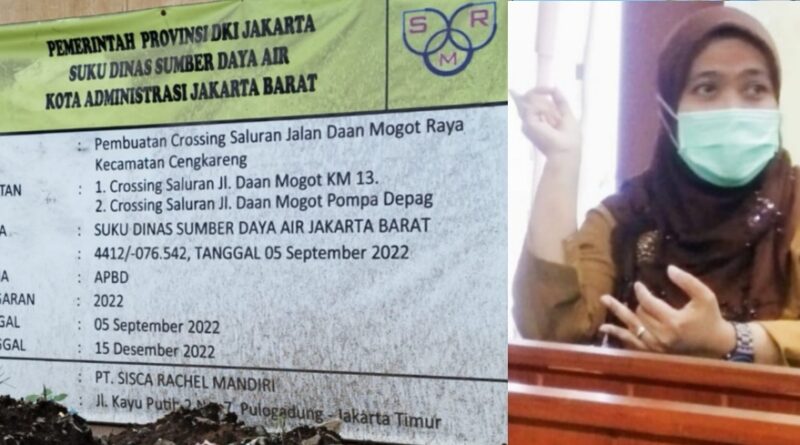 PEMERINTAH PROVINSI DKI JAKARTA
SUKU DINAS SUMBER DAYA AIR
KOTA ADMINISTRASI JAKARTA BARAT
S R
M
: Pembuatan Crossing Saluran Jalan Daan Mogot Raya
Kecamatan Cengkareng
TAN : 1. Crossing Saluran Jl. Daan Mogot KM 13.
2. Crossing Saluran Jl. Daan Mogot Pompa Depag
A : SUKU DINAS SUMBER DAYA AIR JAKARTA BARAT
: 4412/-076.542, TANGGAL 05 September 2022
A : APBD
GARAN : 2022
GAL : 05 September 2022
GGAL : 15 Desember 2022
: PT. SISCA RACHEL MANDIRI
: Jl. Kayu Putih 2 Pulogadung - Jakarta Timur